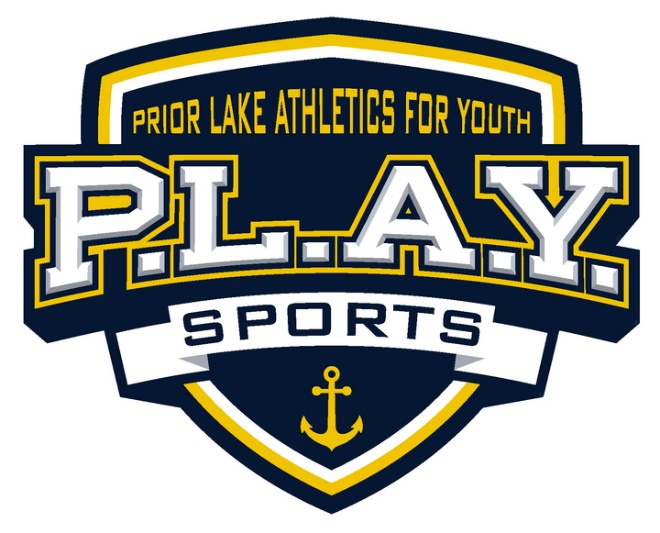 PRIOR LAKE ATHLETICS FOR YOUTH
P.L.A.Y.
SPORTS